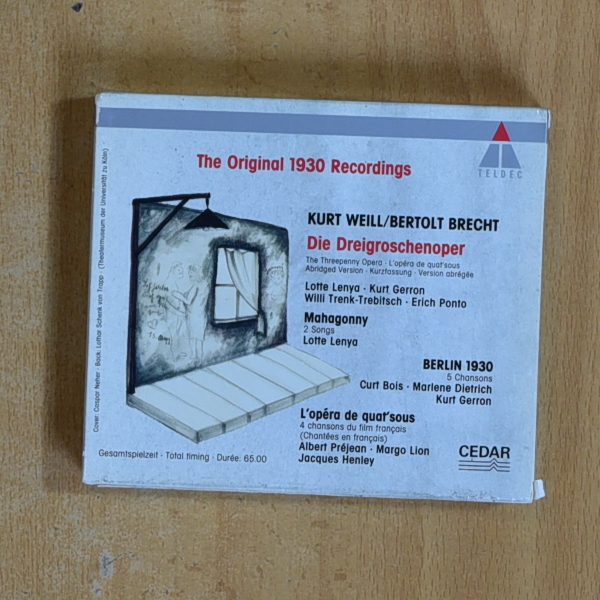 The Original 1930 Recordings
TELDEC
KURT WEILL/BERTOLT BRECHT
Die Dreigroschenoper
The Threepenny Opera · L'opéra de quat'sous
Abridged Version · Kurzfassung · Version abrégée
Lotte Lenya · Kurt Gerron
Willi Trenk-Trebitsch · Erich Ponto
Mahagonny
2 Songs
Lotte Lenya
BERLIN 1930
5 Chansons
Curt Bois · Marlene Dietrich
Kurt Gerron
L'opéra de quat'sous
4 chansons du film français
(Chantées en français)
Albert Préjean · Margo Lion
Jacques Henley
CEDAR
Gesamtspielzeit · Total timing · Durée: 65.00
Cover: Caspar Neher · Back: Lothar Schenk von Trapp · (Theatermuseum der Universität zu Köln)